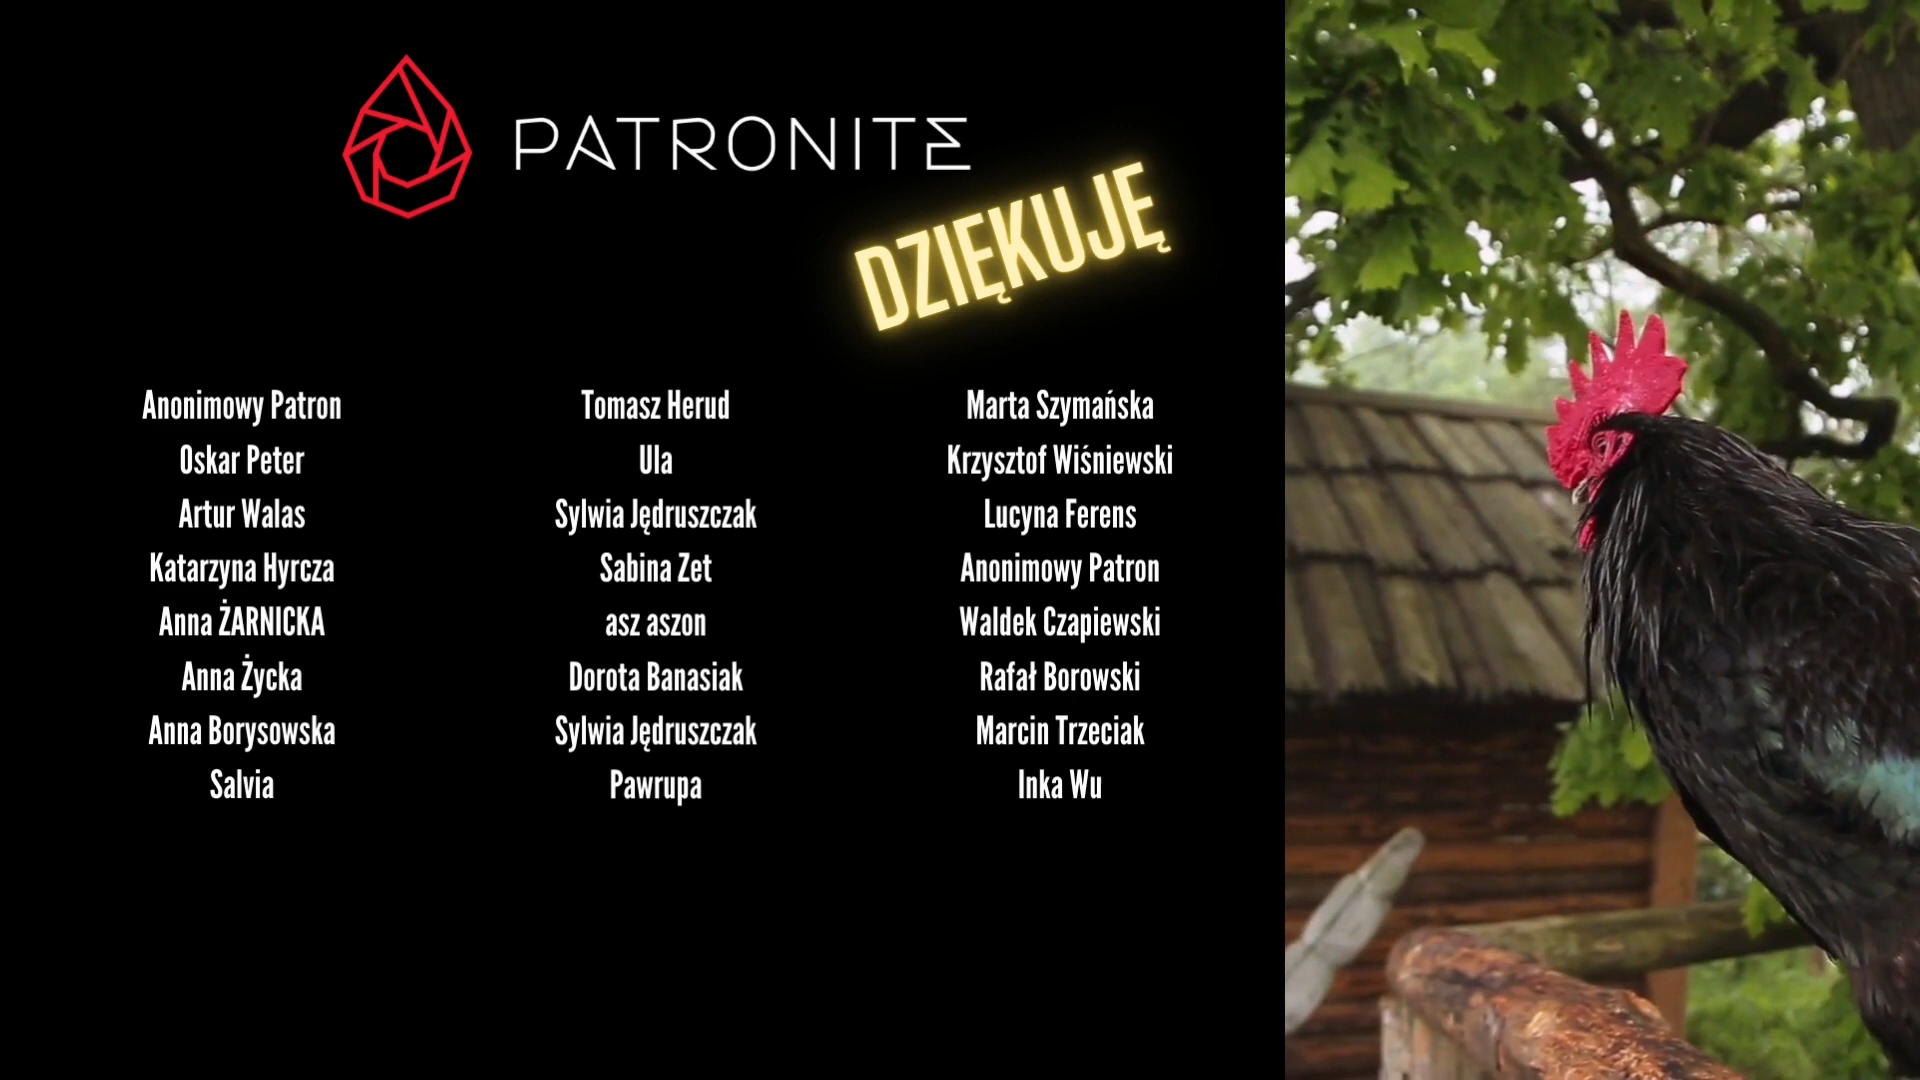 PATRONITE
DZIĘKUJĘ
Anonimowy Patron
Oskar Peter
Artur Walas
Katarzyna Hyrcza
Anna ŻARNICKA
Anna Życka
Anna Borysowska
Salvia
Tomasz Herud
Ula
Sylwia Jędruszczak
Sabina Zet
asz aszon
Dorota Banasiak
Sylwia Jędruszczak
Pawrupa
Marta Szymańska
Krzysztof Wiśniewski
Lucyna Ferens
Anonimowy Patron
Waldek Czapiewski
Rafał Borowski
Marcin Trzeciak
Inka Wu